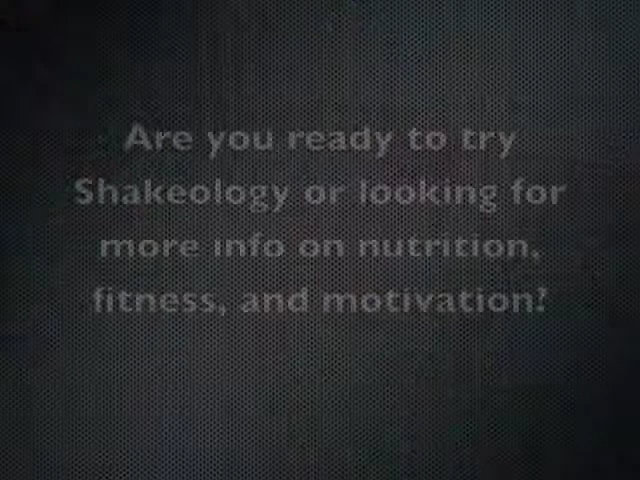 Are you ready to try
Shakeology or looking for
more info on nutrition,
fitness, and motivation?